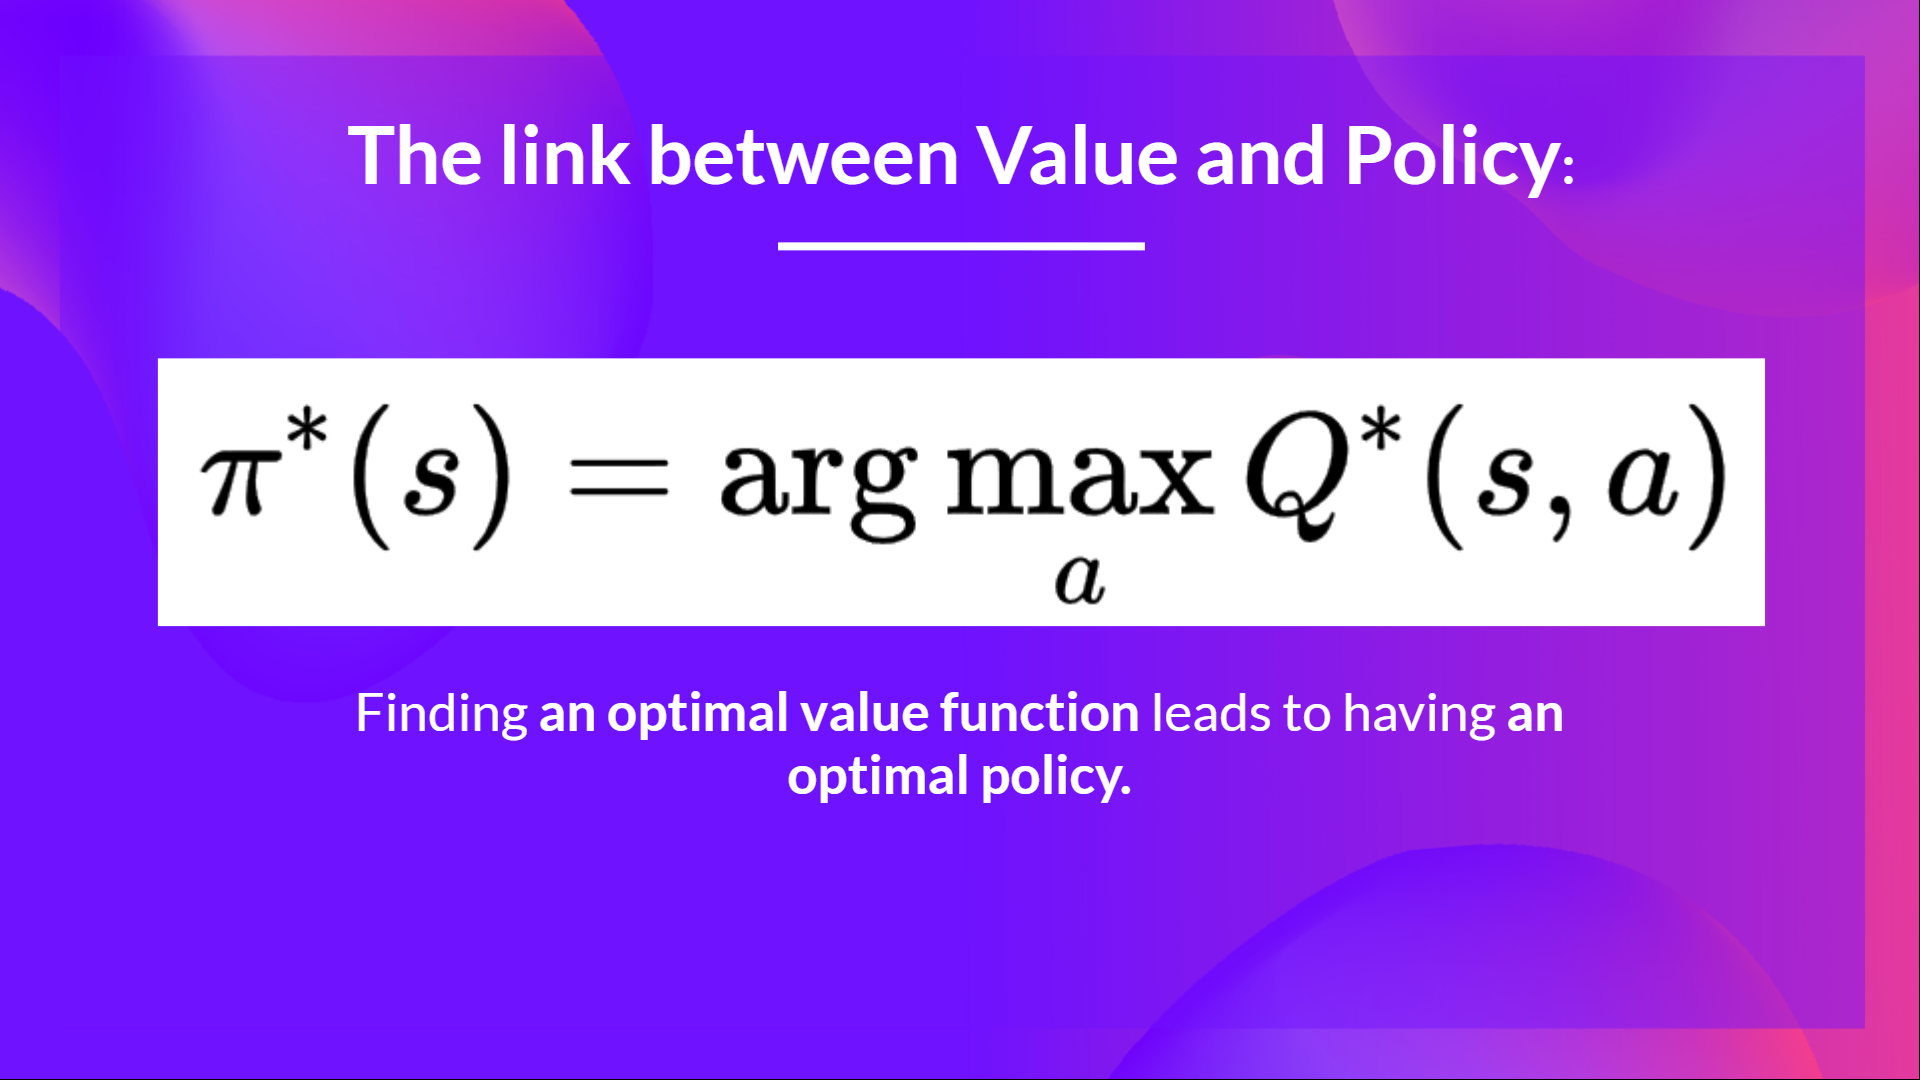 The link between Value and Policy:
π*(s) = arg max Q*(s, a)
a
Finding an optimal value function leads to having an
optimal policy.